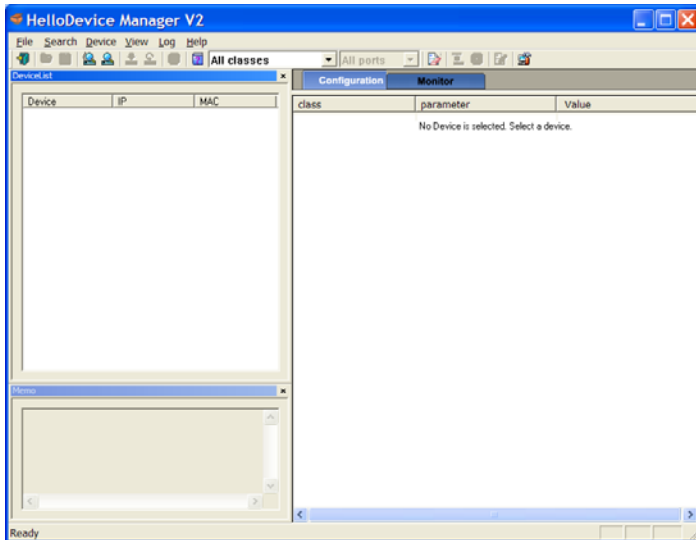 HelloDevice Manager V2
File Search Device View Log Help
All classes All ports
DeviceList
Configuration Monitor
Device IP MAC
class parameter Value
No Device is selected. Select a device.
Memo
Ready